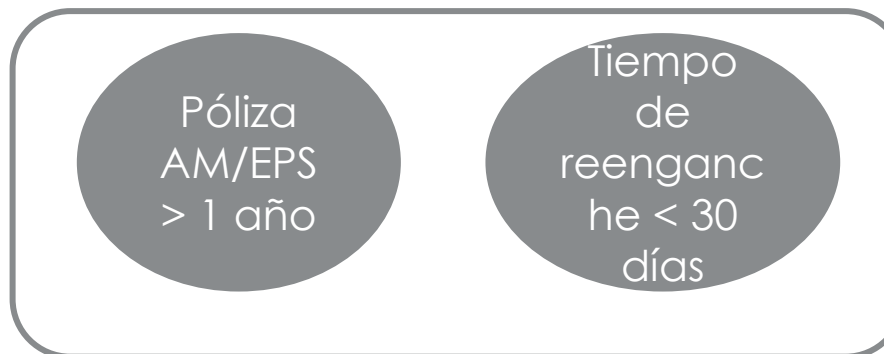 Póliza
AM/EPS
> 1 año
Tiempo
de
reenganc
he < 30
días